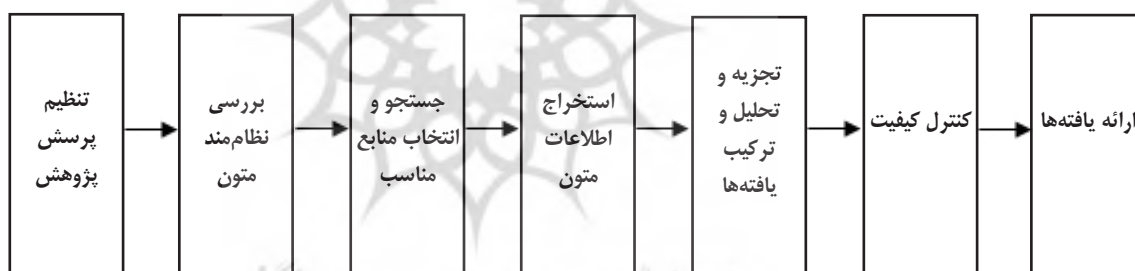 تنظیم
پرسش
پژوهش
بررسی
نظام‌مند
متون
جستجو و
انتخاب منابع
مناسب
استخراج
اطلاعات
متون
تجزیه و
تحلیل و
ترکیب
یافته‌ها
کنترل کیفیت
ارائه یافته‌ها